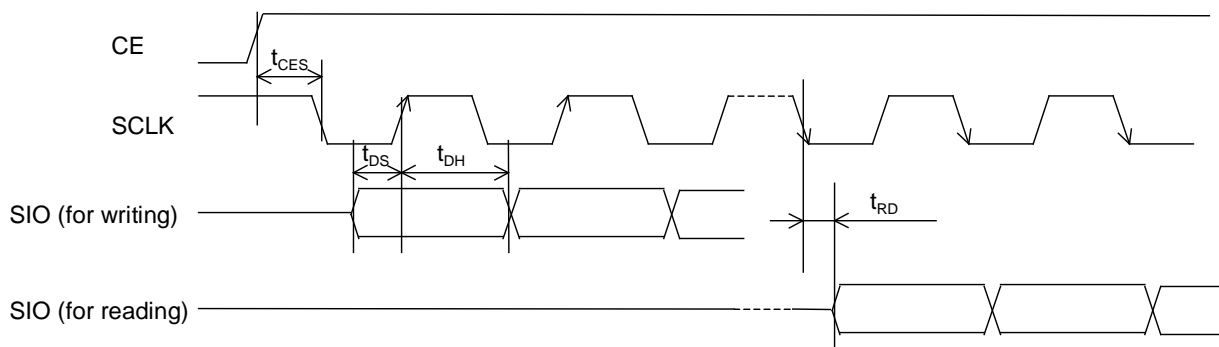 CE
tCES
SCLK
tDS
tDH
SIO (for writing)
tRD
SIO (for reading)